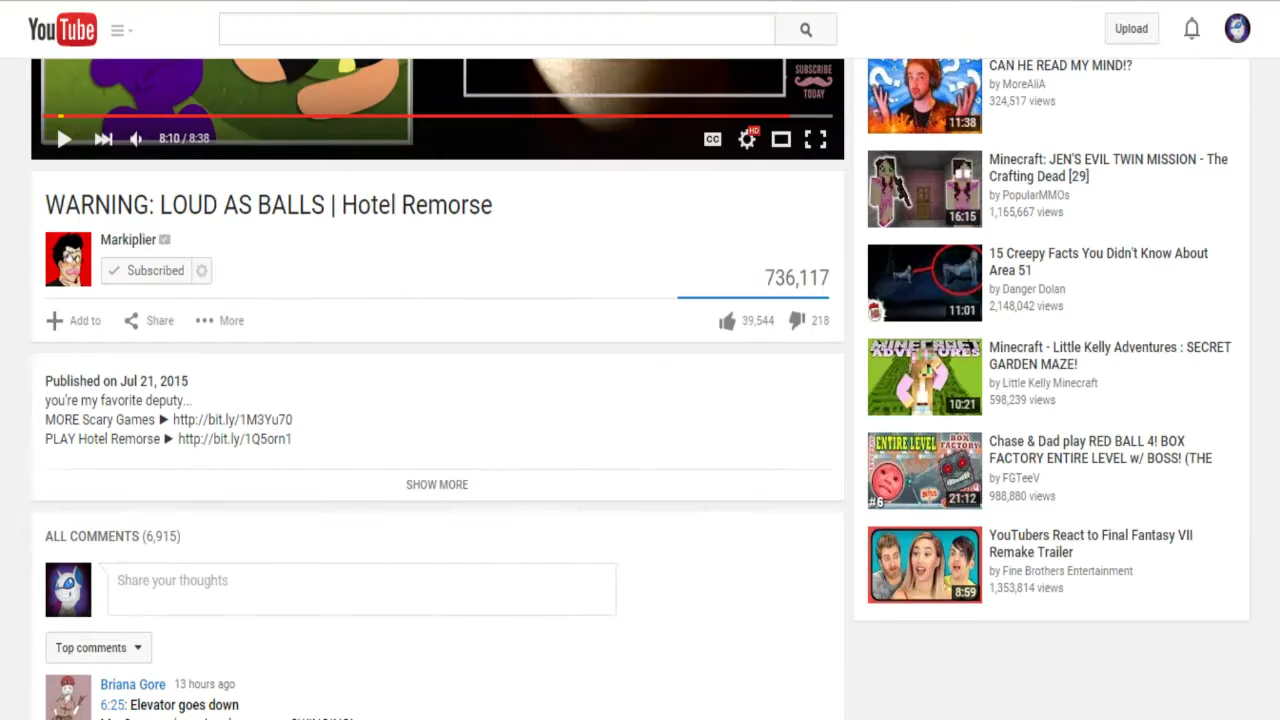 YouTube
Upload
SUBSCRIBE
TODAY
8:10 / 8:38
CC
HD
WARNING: LOUD AS BALLS | Hotel Remorse
Markiplier
Subscribed
736,117
Add to
Share
More
39,544
218
Published on Jul 21, 2015
you're my favorite deputy...
MORE Scary Games ► http://bit.ly/1M3Yu70
PLAY Hotel Remorse ► http://bit.ly/1Q5orn1
SHOW MORE
ALL COMMENTS (6,915)
Share your thoughts
Top comments
Briana Gore 13 hours ago
6:25: Elevator goes down
CAN HE READ MY MIND!?
by MoreAliA
324,517 views
11:38
Minecraft: JEN'S EVIL TWIN MISSION - The
Crafting Dead [29]
by PopularMMOs
1,165,667 views
16:15
15 Creepy Facts You Didn't Know About
Area 51
by Danger Dolan
2,148,042 views
11:01
MINECRAFT
ADVENTURES
Minecraft - Little Kelly Adventures : SECRET
GARDEN MAZE!
by Little Kelly Minecraft
598,239 views
10:21
ENTIRE LEVEL
BOX
FACTORY
#6
21:12
Chase & Dad play RED BALL 4! BOX
FACTORY ENTIRE LEVEL w/ BOSS! (THE
by FGTeeV
988,880 views
YouTubers React to Final Fantasy VII
Remake Trailer
by Fine Brothers Entertainment
1,353,814 views
8:59